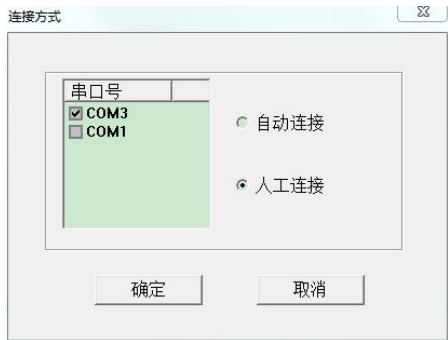 连接方式
串口号
COM3
COM1
自动连接
人工连接
确定
取消